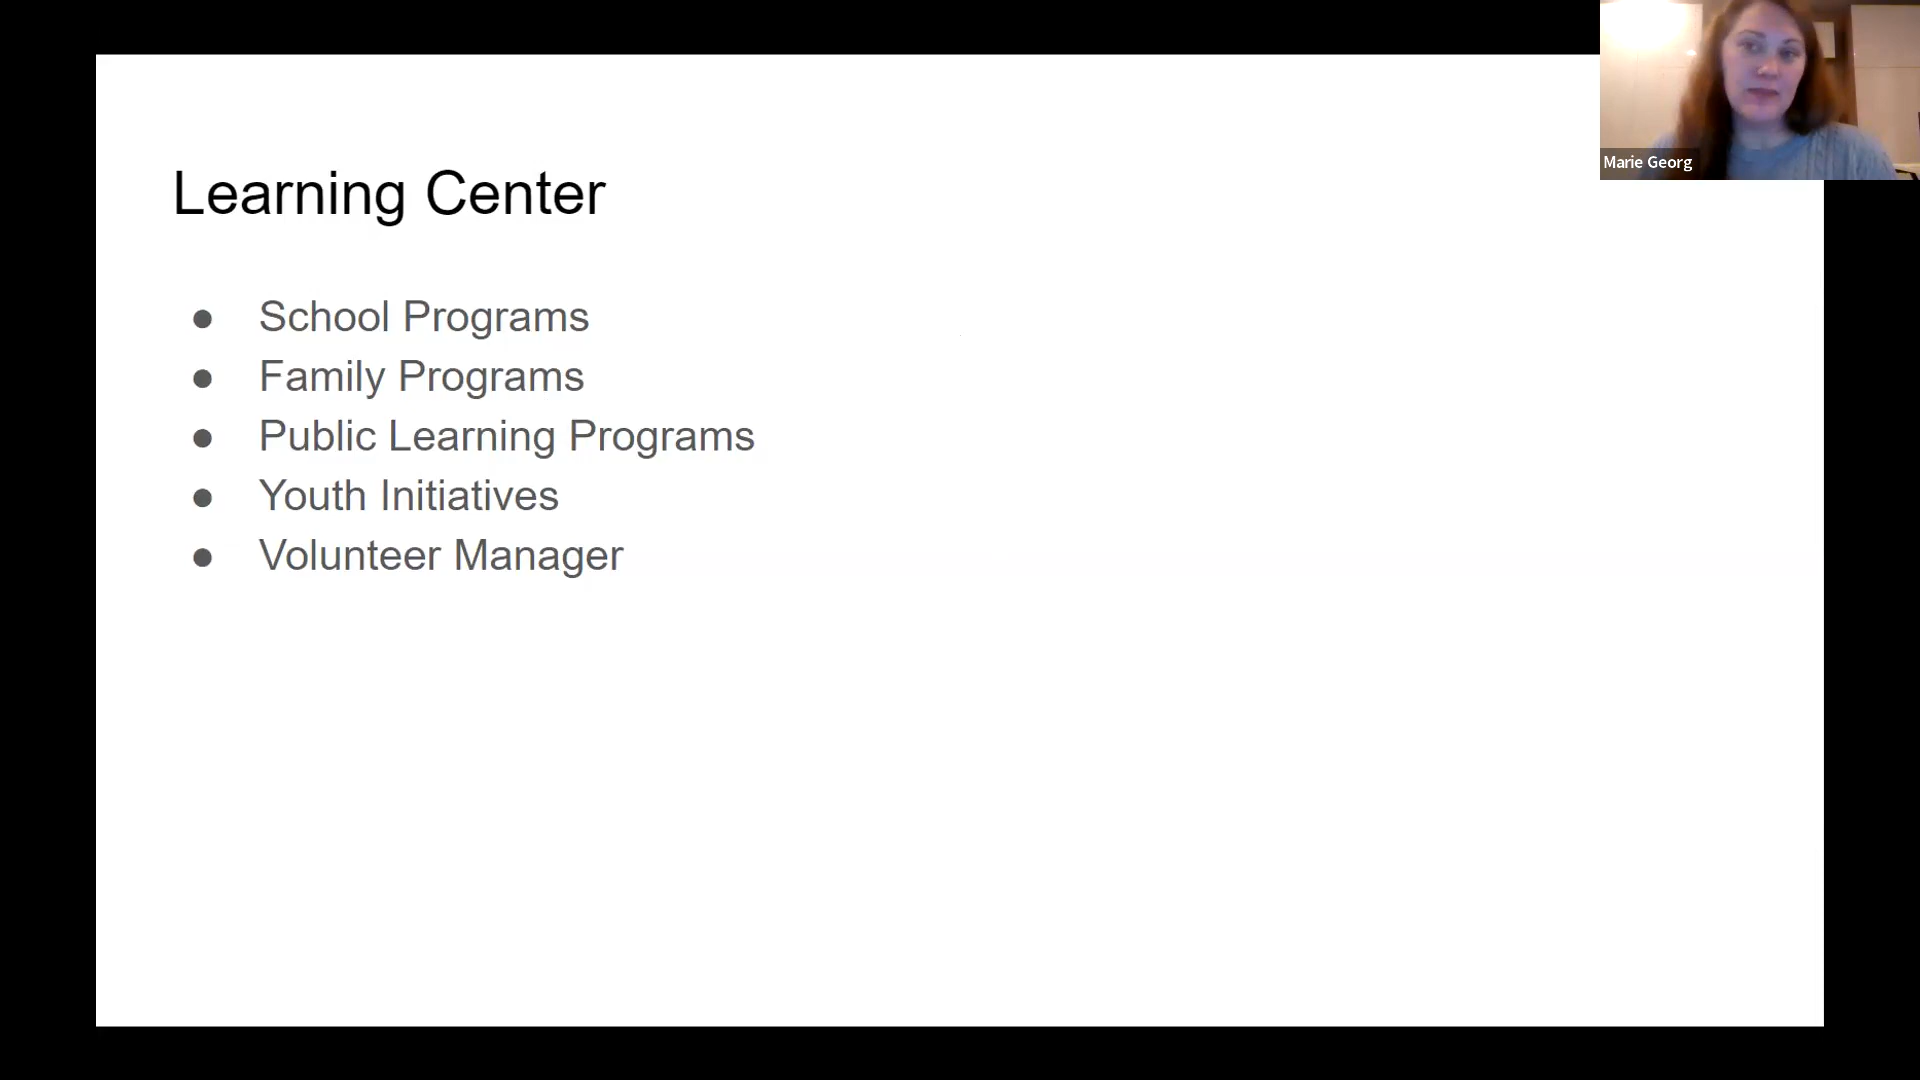 Learning Center
● School Programs
● Family Programs
● Public Learning Programs
● Youth Initiatives
● Volunteer Manager
Marie Georg